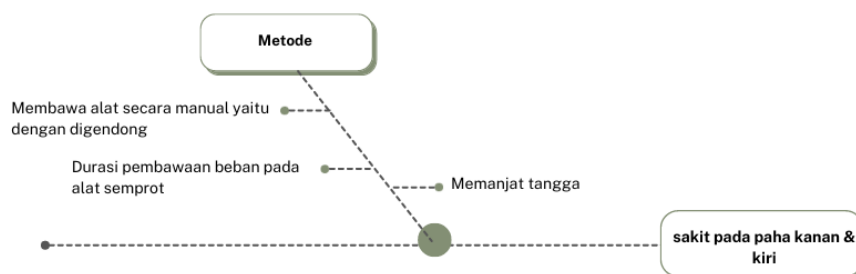 Metode
Membawa alat secara manual yaitu
dengan digendong
Durasi pembawaan beban pada
alat semprot
Memanjat tangga
sakit pada paha kanan &
kiri